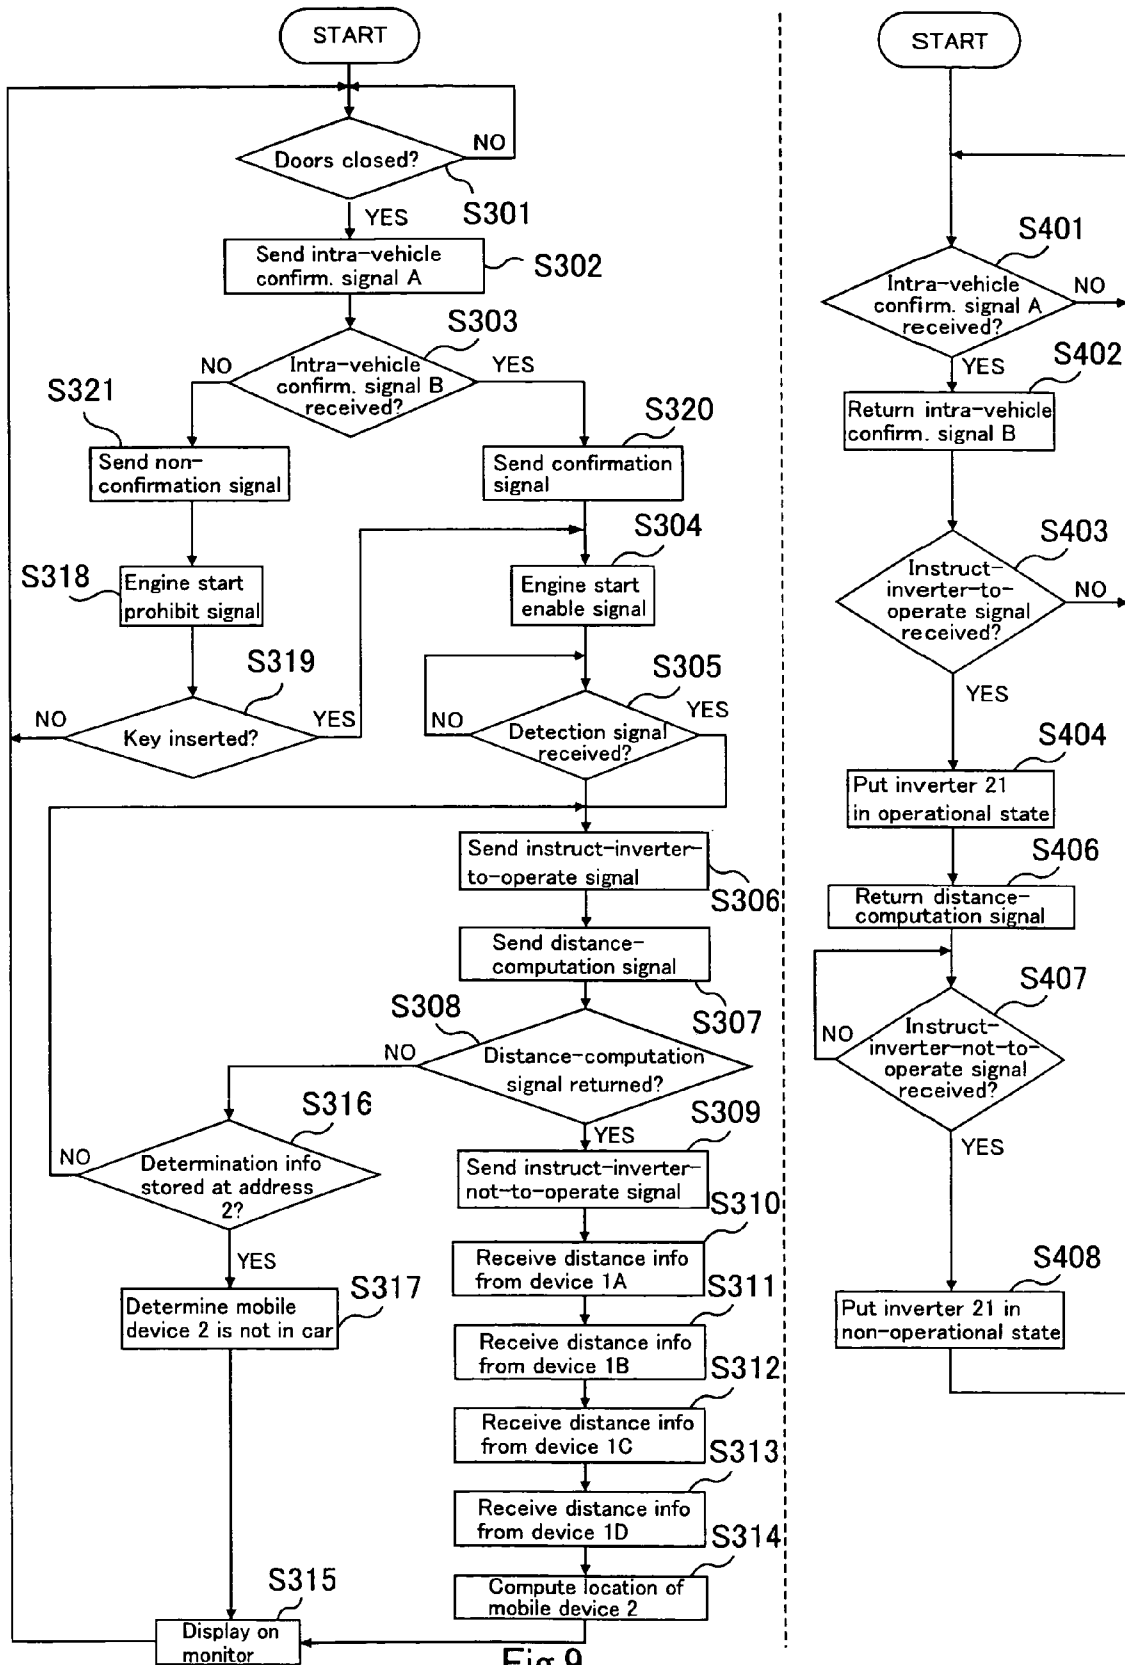 START
Doors closed?
NO
S301
YES
Send intra-vehicle
confirm. signal A
S302
S303
NO
YES
Intra-vehicle
confirm. signal B
received?
S321
S320
Send non-
confirmation signal
Send confirmation
signal
S318
S304
Engine start
prohibit signal
Engine start
enable signal
S319
S305
NO
YES
Key inserted?
NO
YES
Detection signal
received?
Send instruct-inverter-
to-operate signal
S306
Send distance-
computation signal
S307
S308
NO
Distance-computation
signal returned?
S316
YES
S309
NO
Determination info
stored at address
2?
Send instruct-inverter-
not-to-operate signal
S310
YES
Receive distance info
from device 1A
S317
S311
Determine mobile
device 2 is not in car
Receive distance info
from device 1B
S312
Receive distance info
from device 1C
S313
Receive distance info
from device 1D
S314
Compute location of
mobile device 2
S315
Display on
monitor
START
S401
Intra-vehicle
confirm. signal A
received?
NO
YES
S402
Return intra-vehicle
confirm. signal B
S403
Instruct-
inverter-to-
operate signal
received?
NO
YES
S404
Put inverter 21
in operational state
S406
Return distance-
computation signal
S407
NO
Instruct-
inverter-not-to-
operate signal
received?
YES
S408
Put inverter 21 in
non-operational state
Fig.9